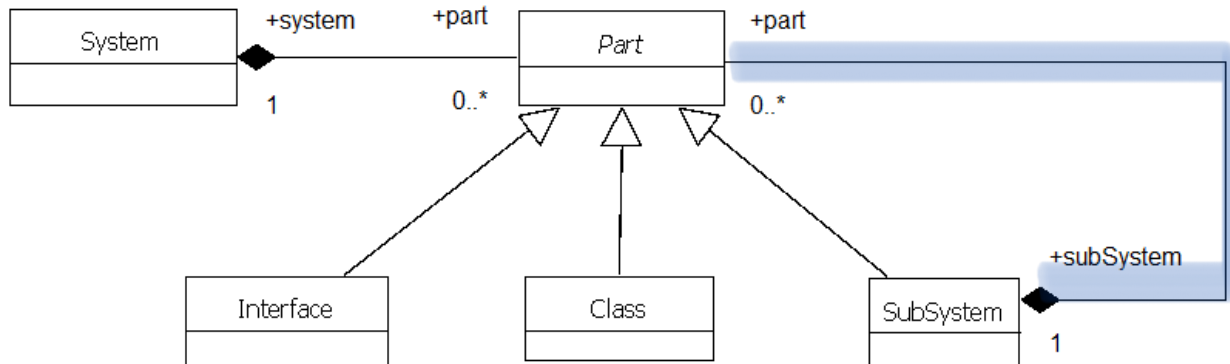 +system
+part
+part
System
Part
1
0..*
0..*
+subSystem
Interface
Class
SubSystem
1